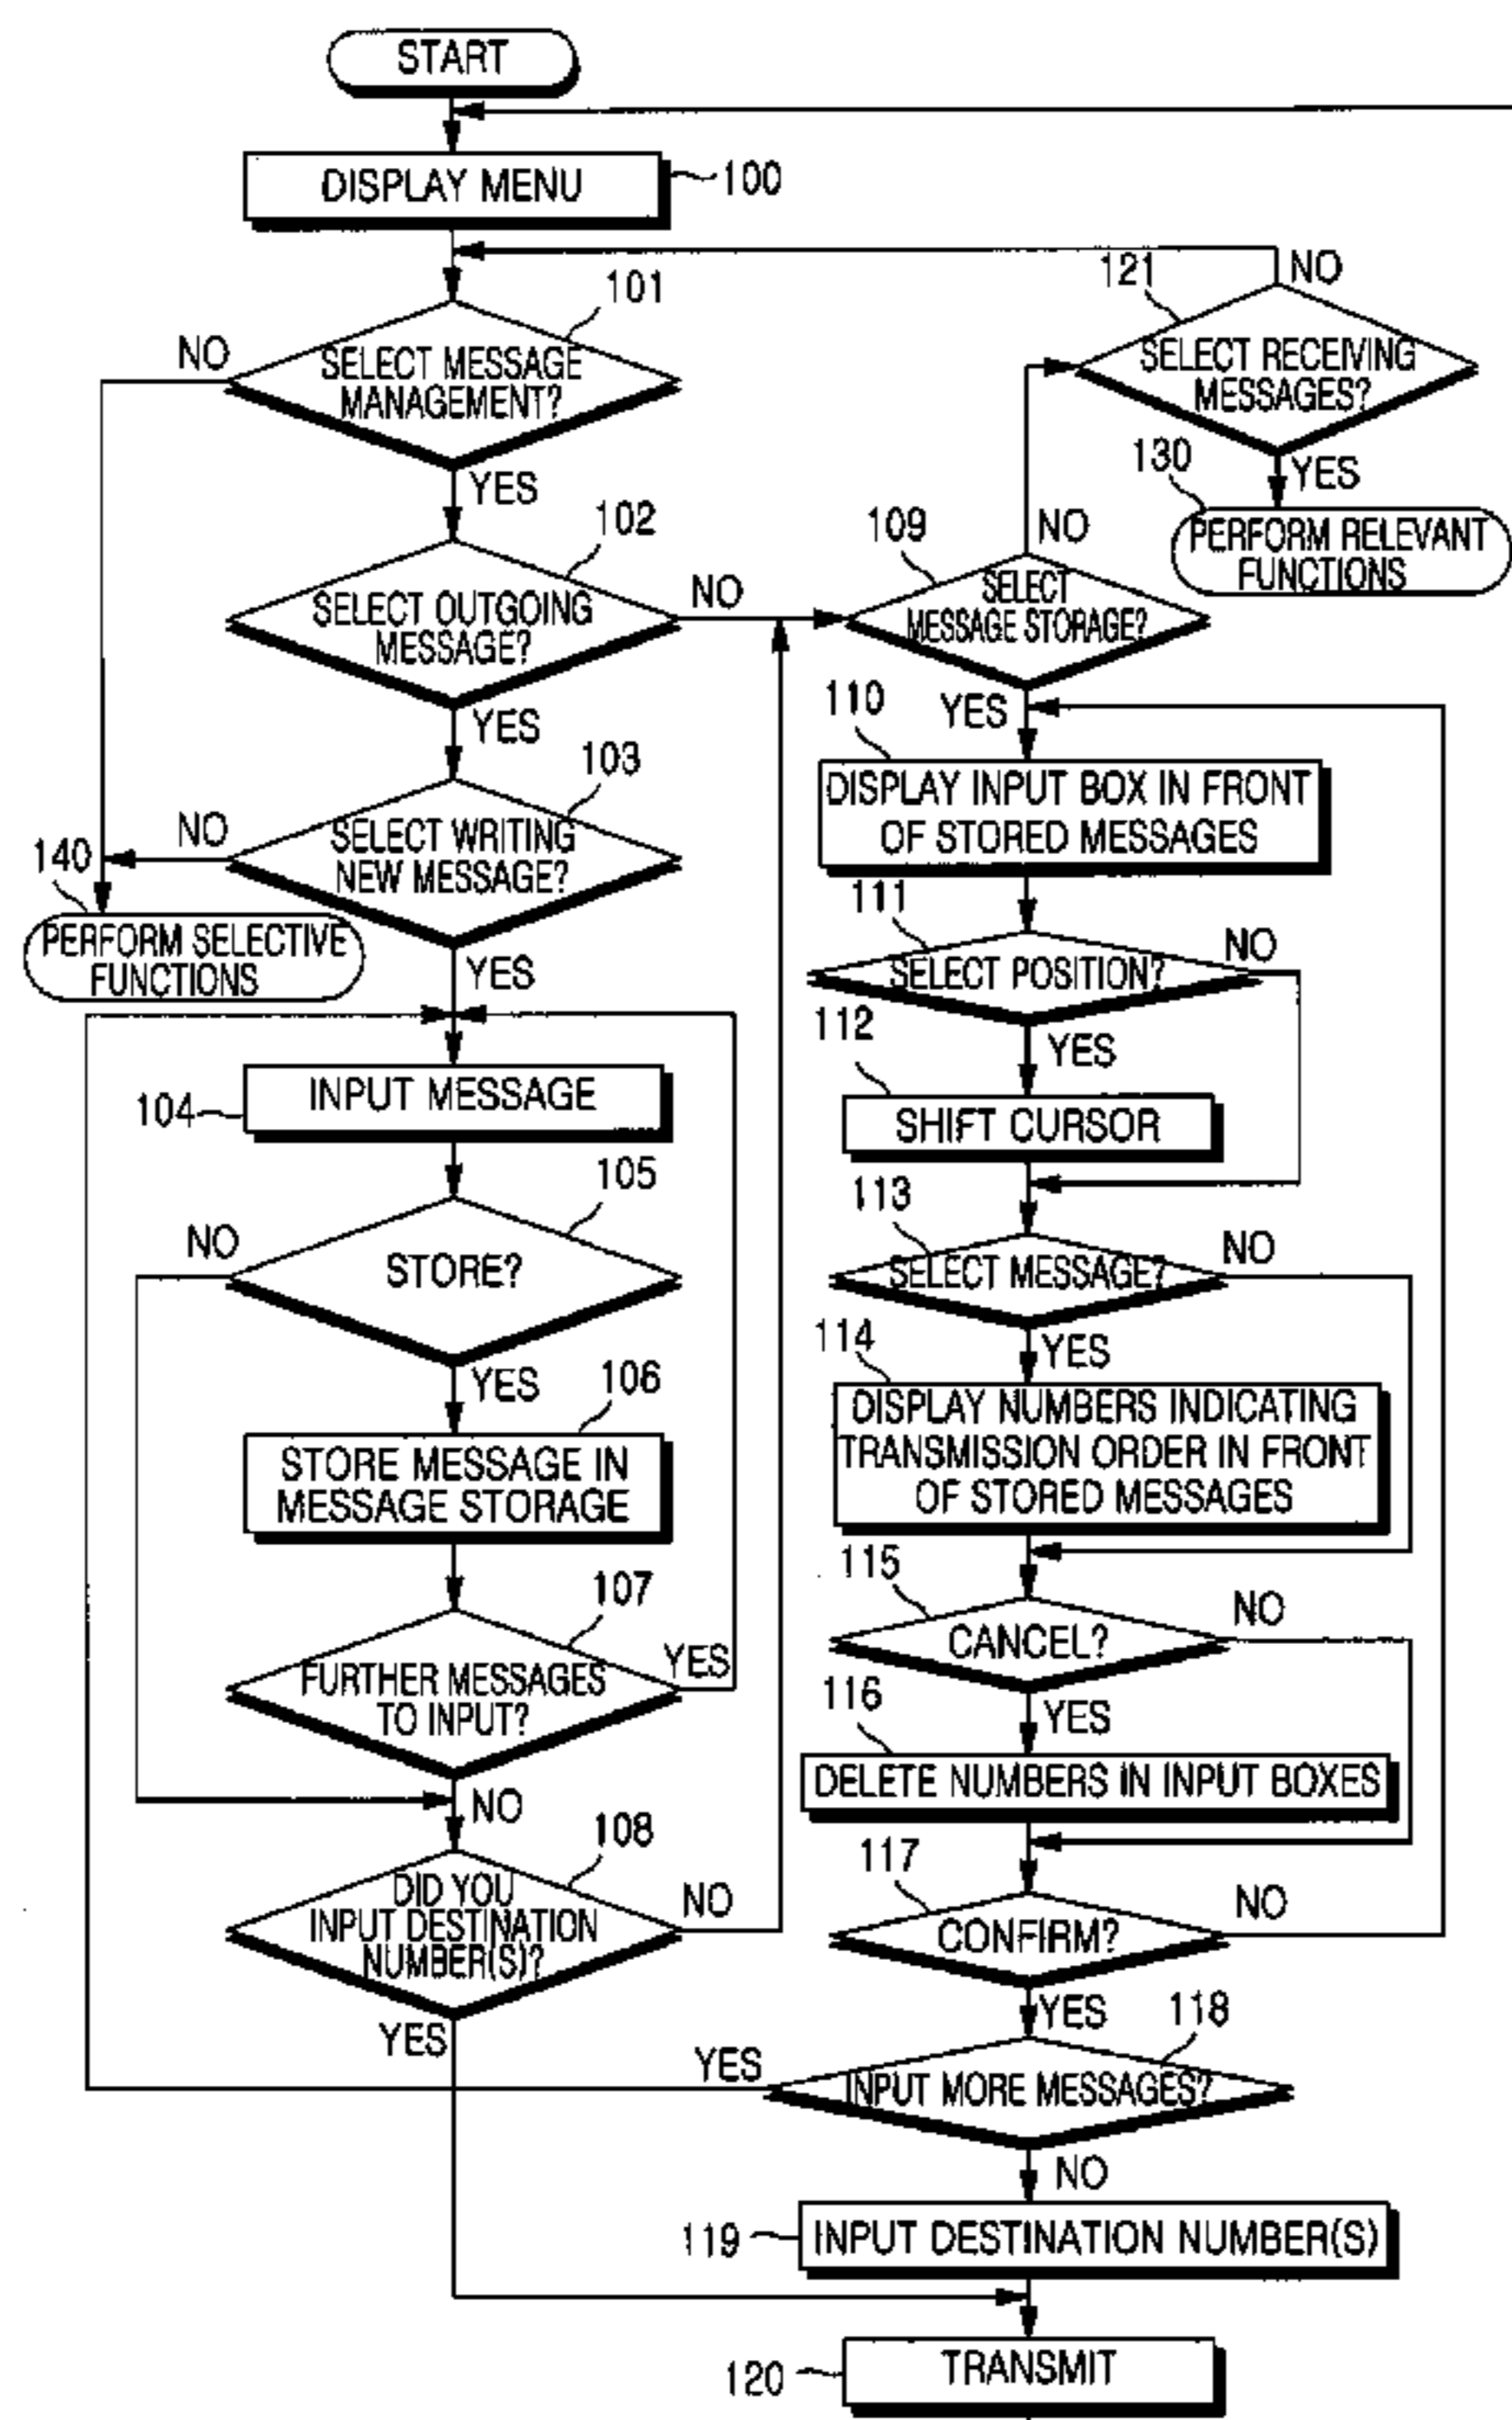 START
DISPLAY MENU
100
101
NO
SELECT MESSAGE
MANAGEMENT?
YES
102
SELECT OUTGOING
MESSAGE?
NO
YES
103
NO
SELECT WRITING
NEW MESSAGE?
YES
140
PERFORM SELECTIVE
FUNCTIONS
104
INPUT MESSAGE
105
NO
STORE?
YES
106
STORE MESSAGE IN
MESSAGE STORAGE
107
FURTHER MESSAGES
TO INPUT?
YES
NO
108
DID YOU
INPUT DESTINATION
NUMBER(S)?
NO
YES
121
NO
SELECT RECEIVING
MESSAGES?
130
YES
PERFORM RELEVANT
FUNCTIONS
109
NO
SELECT
MESSAGE STORAGE?
110
YES
DISPLAY INPUT BOX IN FRONT
OF STORED MESSAGES
111
NO
SELECT POSITION?
112
YES
SHIFT CURSOR
113
NO
SELECT MESSAGE?
114
YES
DISPLAY NUMBERS INDICATING
TRANSMISSION ORDER IN FRONT
OF STORED MESSAGES
115
NO
CANCEL?
116
YES
DELETE NUMBERS IN INPUT BOXES
117
NO
CONFIRM?
YES
118
YES
INPUT MORE MESSAGES?
NO
119
INPUT DESTINATION NUMBER(S)
120
TRANSMIT